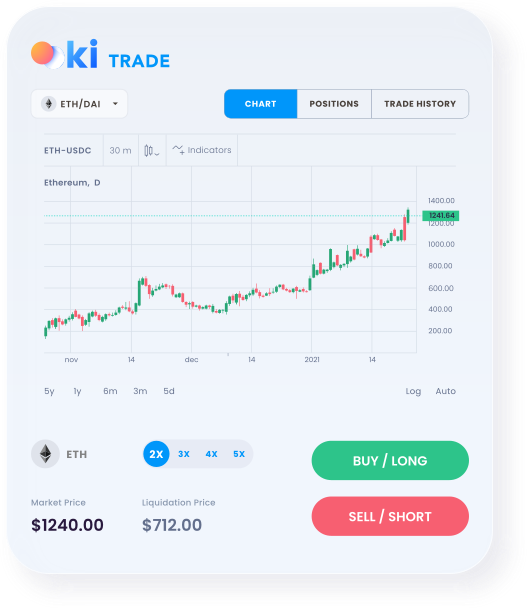 Oki TRADE
ETH/DAI
CHART
POSITIONS
TRADE HISTORY
ETH-USDC
30 m
Indicators
Ethereum, D
1400.00
1241.64
1200.00
1000.00
800.00
600.00
400.00
200.00
nov 14 dec 14 2021 14
5y 1y 6m 3m 5d Log Auto
ETH
2X 3X 4X 5X
BUY / LONG
Market Price
Liquidation Price
$1240.00
$712.00
SELL / SHORT